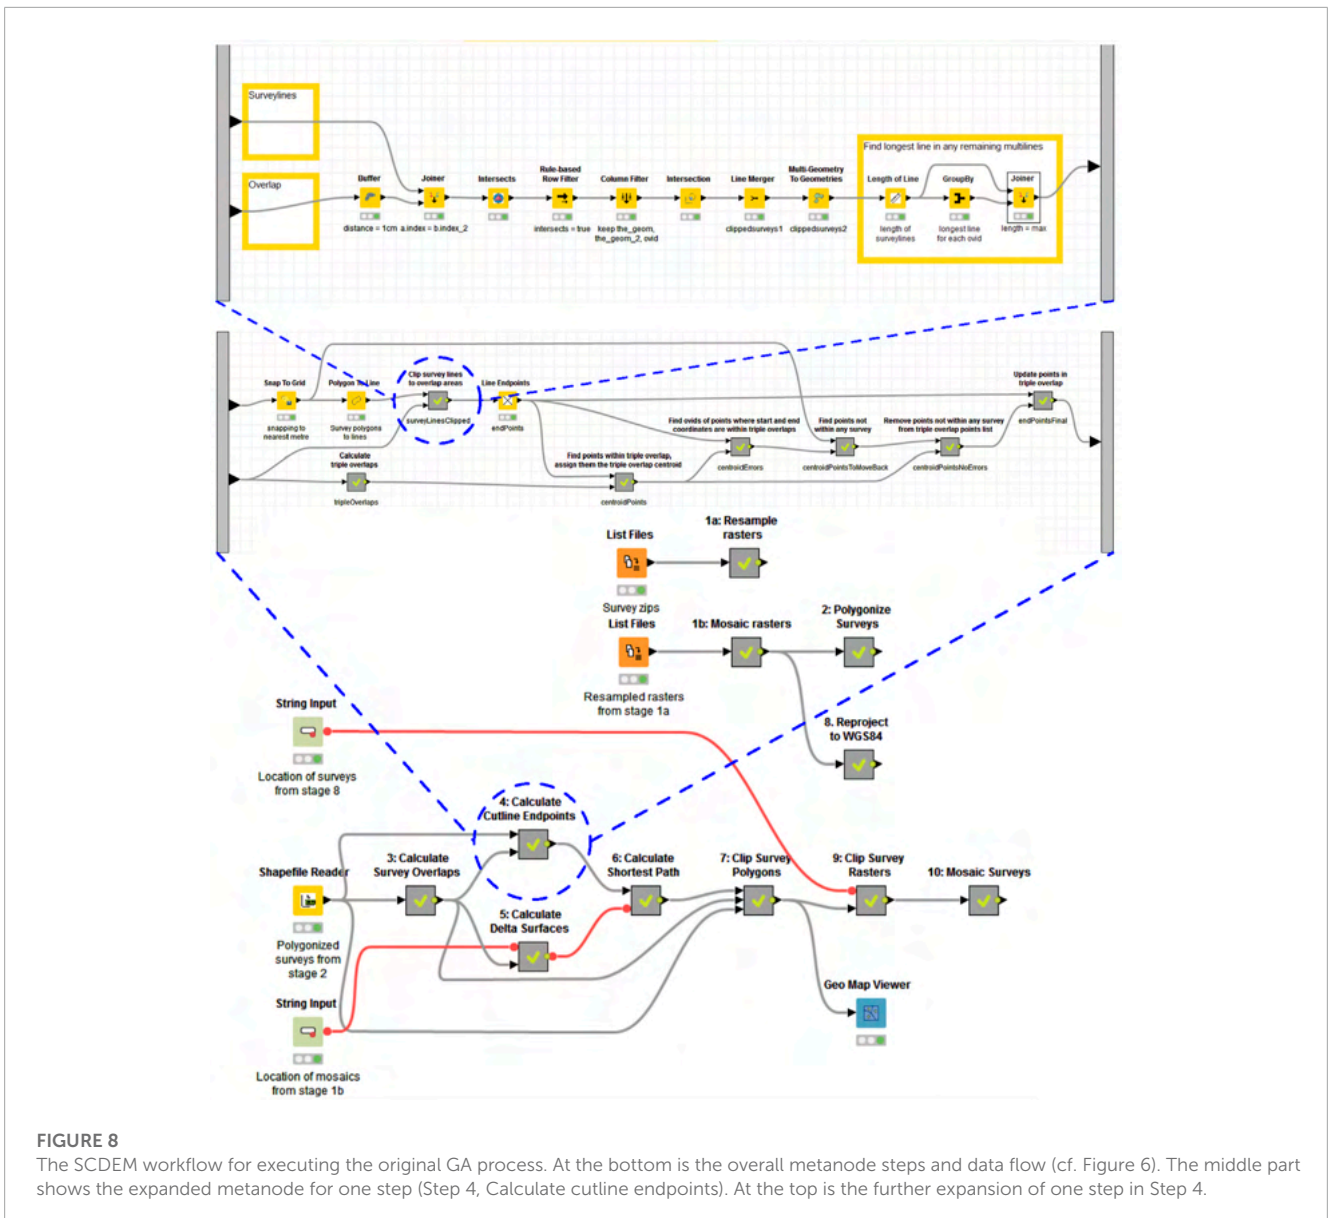 Surveylines
Overlap
Buffer
distance = 1cm
Joiner
a.index = b.index_2
Intersects
Rule-based
Row Filter
intersects = true
Column Filter
keep the_geom,
the_geom_2, ovid
Intersection
Line Merger
clippedsurveys1
Multi-Geometry
To Geometries
clippedsurveys2
Find longest line in any remaining multilines
Length of Line
length of
surveylines
GroupBy
longest line
for each ovid
Joiner
length = max
Snap To Grid
snapping to
nearest metre
Polygon To Line
Survey polygons
to lines
Clip survey lines
to overlap areas
surveyLinesClipped
Line Endpoints
endPoints
Calculate
triple overlaps
tripleOverlaps
Find points within triple overlap,
assign them the triple overlap centroid
centroidPoints
Find ovids of points where start and end
coordinates are within triple overlaps
centroidErrors
Find points not
within any survey
centroidPointsToMoveBack
Remove points not within any survey
from triple overlap points list
centroidPointsNoErrors
Update points in
triple overlap
endPointsFinal
List Files
Survey zips
1a: Resample
rasters
List Files
Resampled rasters
from stage 1a
1b: Mosaic rasters
2: Polygonize
Surveys
8. Reproject
to WGS84
String Input
Location of surveys
from stage 8
4: Calculate
Cutline Endpoints
Shapefile Reader
Polygonized
surveys from
stage 2
3: Calculate
Survey Overlaps
5: Calculate
Delta Surfaces
6: Calculate
Shortest Path
7: Clip Survey
Polygons
9: Clip Survey
Rasters
10: Mosaic Surveys
Geo Map Viewer
String Input
Location of mosaics
from stage 1b
FIGURE 8
The SCDEM workflow for executing the original GA process. At the bottom is the overall metanode steps and data flow (cf. Figure 6). The middle part
shows the expanded metanode for one step (Step 4, Calculate cutline endpoints). At the top is the further expansion of one step in Step 4.